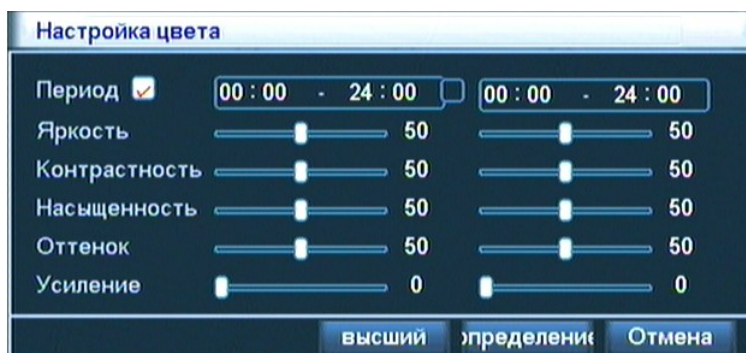 Настройка цвета
Период 00:00 - 24:00 00:00 - 24:00
Яркость 50 50
Контрастность 50 50
Насыщенность 50 50
Оттенок 50 50
Усиление 0 0
высший определение Отмена